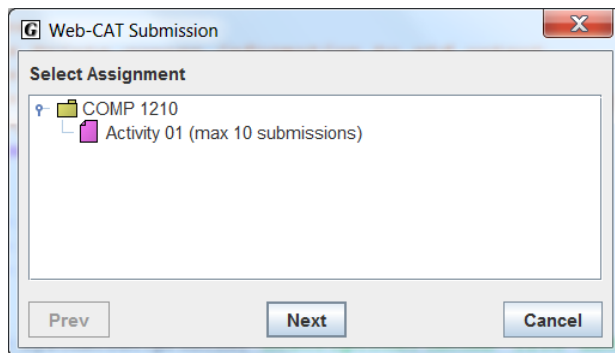 G Web-CAT Submission X
Select Assignment
COMP 1210
Activity 01 (max 10 submissions)
Prev Next Cancel